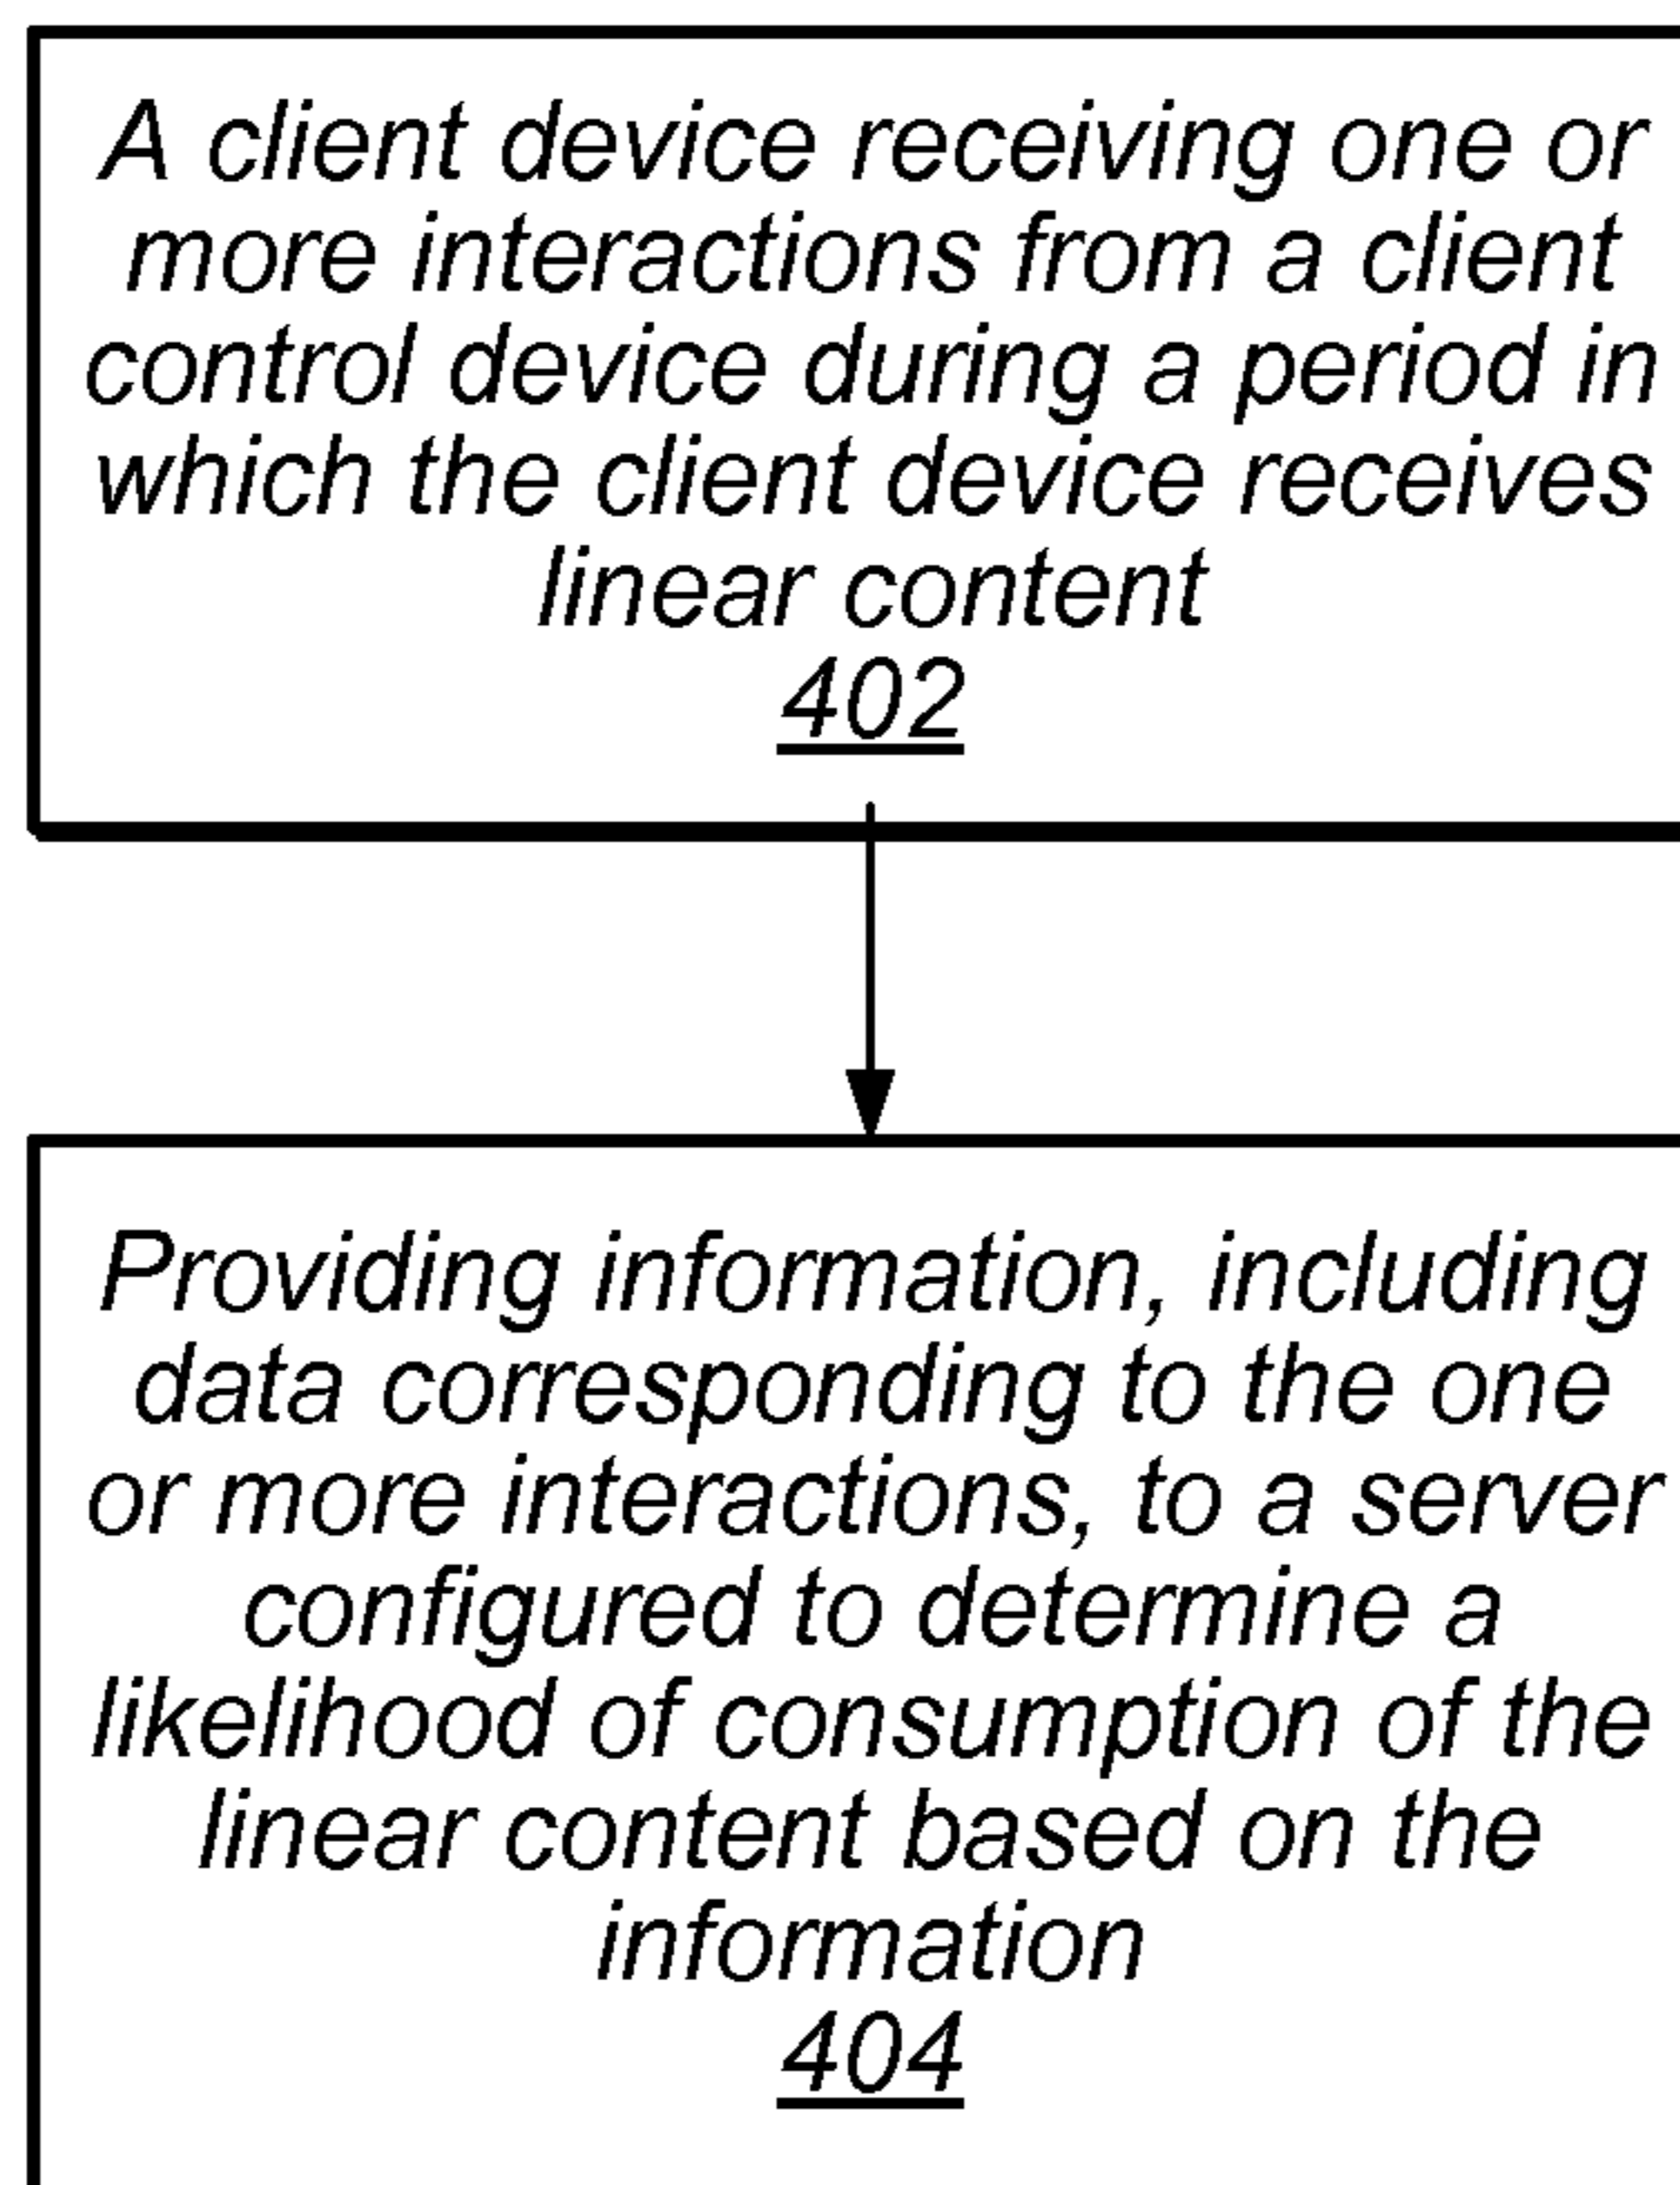 A client device receiving one or
more interactions from a client
control device during a period in
which the client device receives
linear content
402
Providing information, including
data corresponding to the one
or more interactions, to a server
configured to determine a
likelihood of consumption of the
linear content based on the
information
404